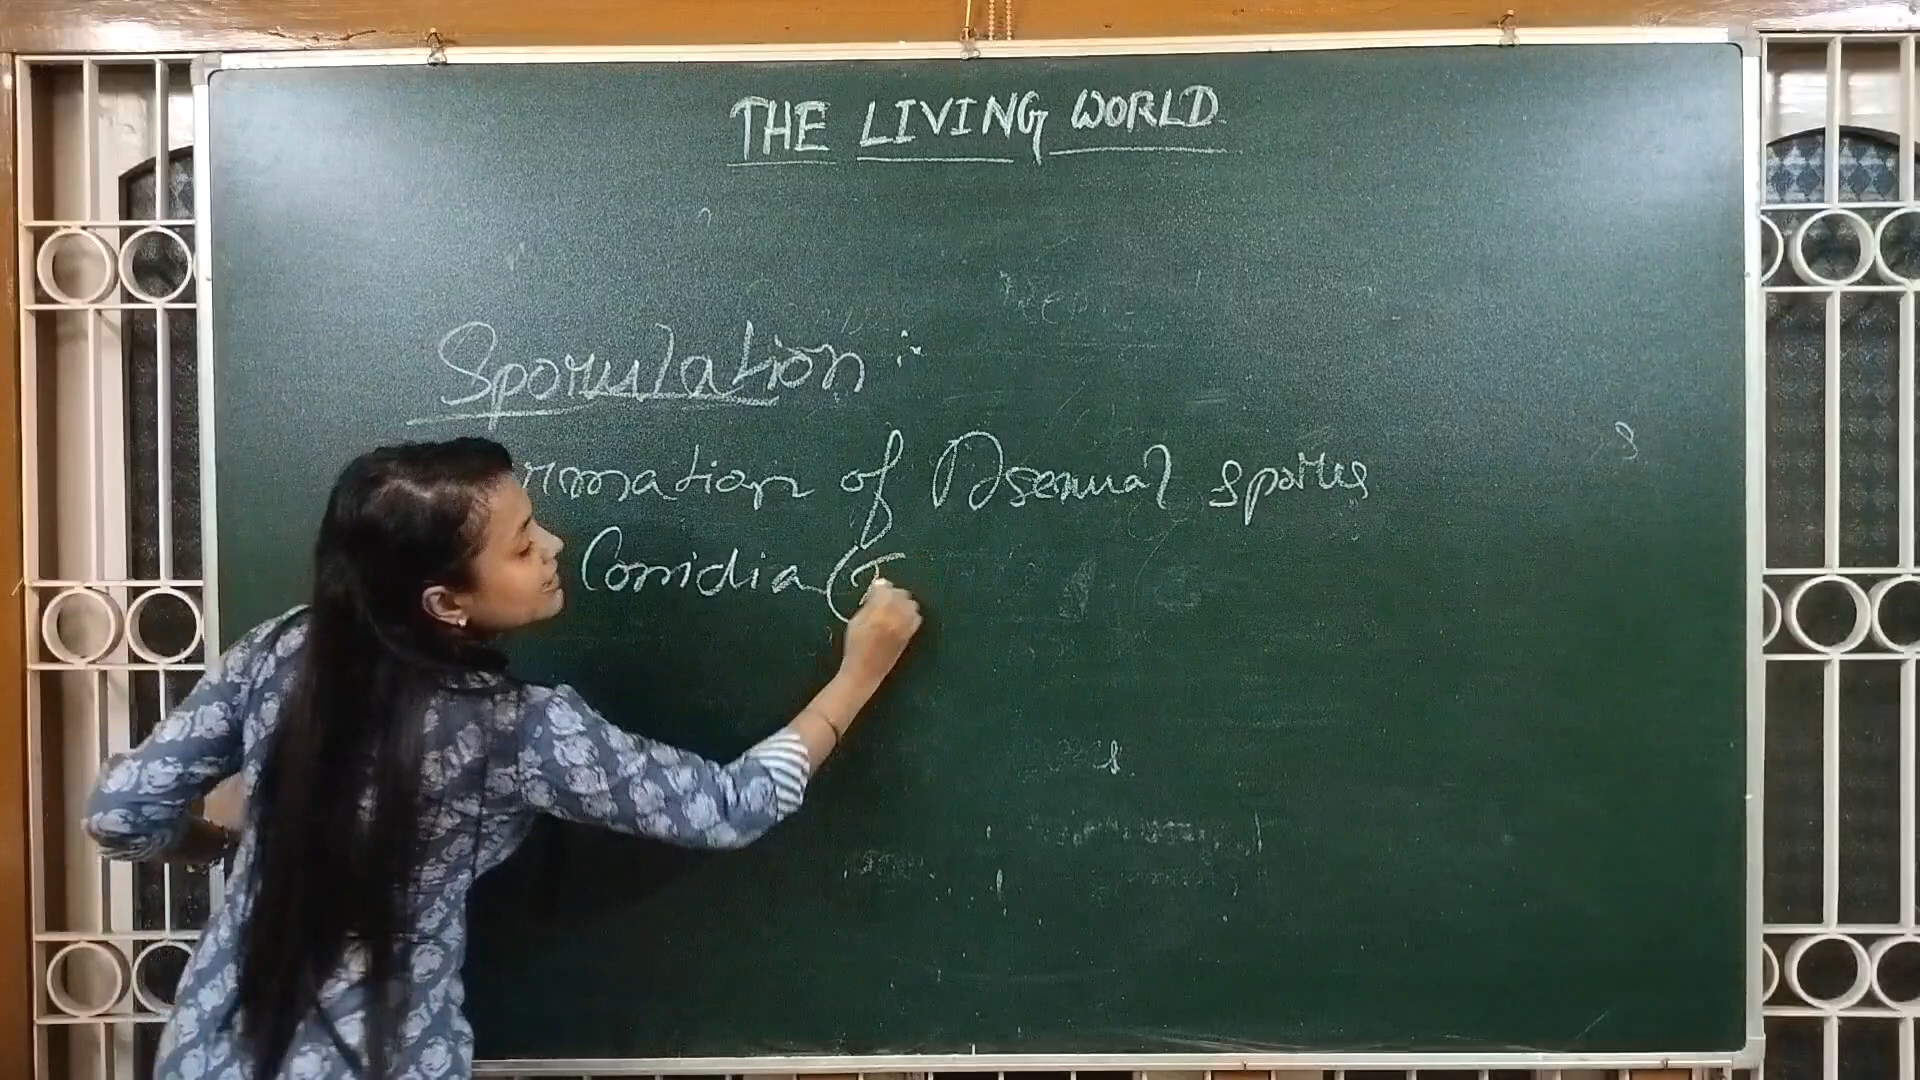 THE LIVING WORLD
Sporulation :-
rmation of Asexual spores
Conidia (